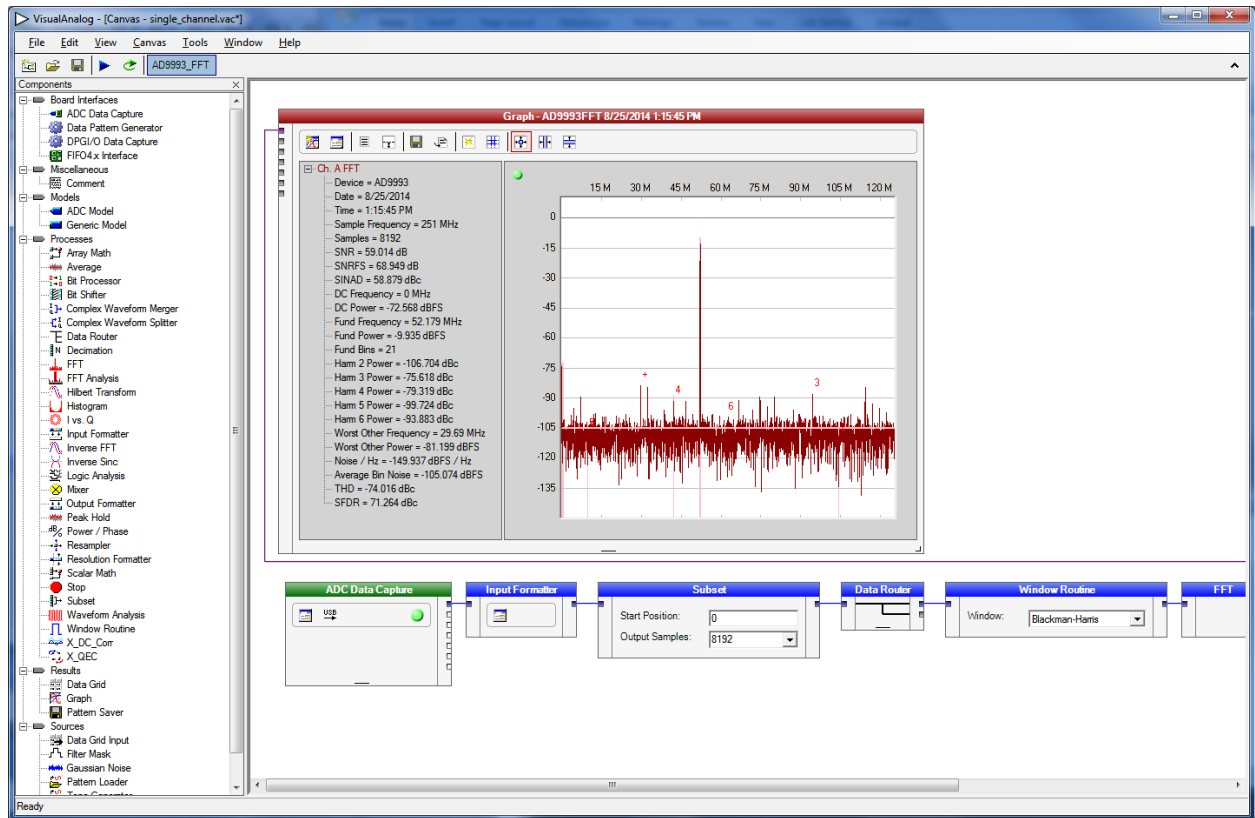 VisualAnalog - [Canvas - single_channel.vac*]
File Edit View Canvas Tools Window Help
AD9993_FFT
Components
Board Interfaces
ADC Data Capture
Data Pattern Generator
DPGI/O Data Capture
FIFO4.x Interface
Miscellaneous
Comment
Models
ADC Model
Generic Model
Processes
Array Math
Average
Bit Processor
Bit Shifter
Complex Waveform Merger
Complex Waveform Splitter
Data Router
Decimation
FFT
FFT Analysis
Hilbert Transform
Histogram
I vs. Q
Input Formatter
Inverse FFT
Inverse Sinc
Logic Analysis
Mixer
Output Formatter
Peak Hold
Power / Phase
Resampler
Resolution Formatter
Scalar Math
Stop
Subset
Waveform Analysis
Window Routine
X_DC_Corr
X_QEC
Results
Data Grid
Graph
Pattern Saver
Sources
Data Grid Input
Filter Mask
Gaussian Noise
Pattern Loader
Graph - AD9993FFT 8/25/2014 1:15:45 PM
Ch. A FFT
Device = AD9993
Date = 8/25/2014
Time = 1:15:45 PM
Sample Frequency = 251 MHz
Samples = 8192
SNR = 59.014 dB
SNRFS = 68.949 dB
SINAD = 58.879 dBc
DC Frequency = 0 MHz
DC Power = -72.568 dBFS
Fund Frequency = 52.179 MHz
Fund Power = -9.935 dBFS
Fund Bins = 21
Harm 2 Power = -106.704 dBc
Harm 3 Power = -75.618 dBc
Harm 4 Power = -79.319 dBc
Harm 5 Power = -99.724 dBc
Harm 6 Power = -93.883 dBc
Worst Other Frequency = 29.69 MHz
Worst Other Power = -81.199 dBFS
Noise / Hz = -149.937 dBFS / Hz
Average Bin Noise = -105.074 dBFS
THD = -74.016 dBc
SFDR = 71.264 dBc
15 M 30 M 45 M 60 M 75 M 90 M 105 M 120 M
0
-15
-30
-45
-60
-75
-90
-105
-120
-135
+
4
6
3
ADC Data Capture
USB
Input Formatter
Subset
Start Position: 0
Output Samples: 8192
Data Router
Window Routine
Window: Blackman-Harris
FFT
Ready